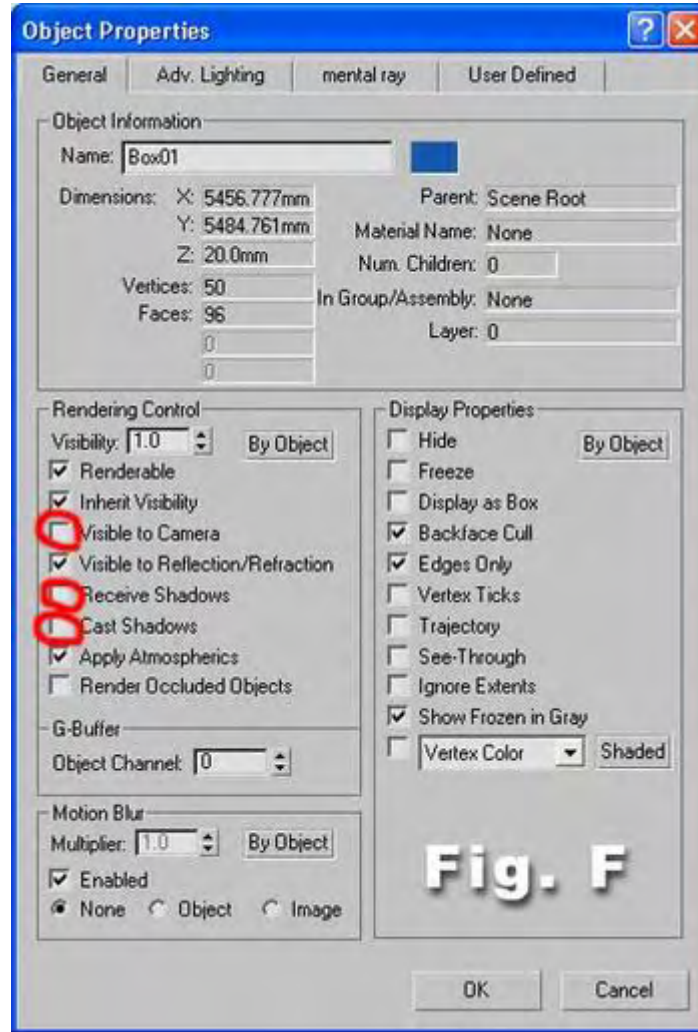 Object Properties
General Adv. Lighting mental ray User Defined
Object Information
Name: Box01
Dimensions: X: 5456.777mm Parent: Scene Root
Y: 5484.761mm Material Name: None
Z: 20.0mm Num. Children: 0
Vertices: 50 In Group/Assembly: None
Faces: 96 Layer: 0
0
0
Rendering Control
Visibility: 1.0 By Object
Renderable
Inherit Visibility
Visible to Camera
Visible to Reflection/Refraction
Receive Shadows
Cast Shadows
Apply Atmospherics
Render Occluded Objects
G-Buffer
Object Channel: 0
Motion Blur
Multiplier: 1.0 By Object
Enabled
None Object Image
Display Properties
Hide By Object
Freeze
Display as Box
Backface Cull
Edges Only
Vertex Ticks
Trajectory
See-Through
Ignore Extents
Show Frozen in Gray
Vertex Color Shaded
Fig. F
OK Cancel